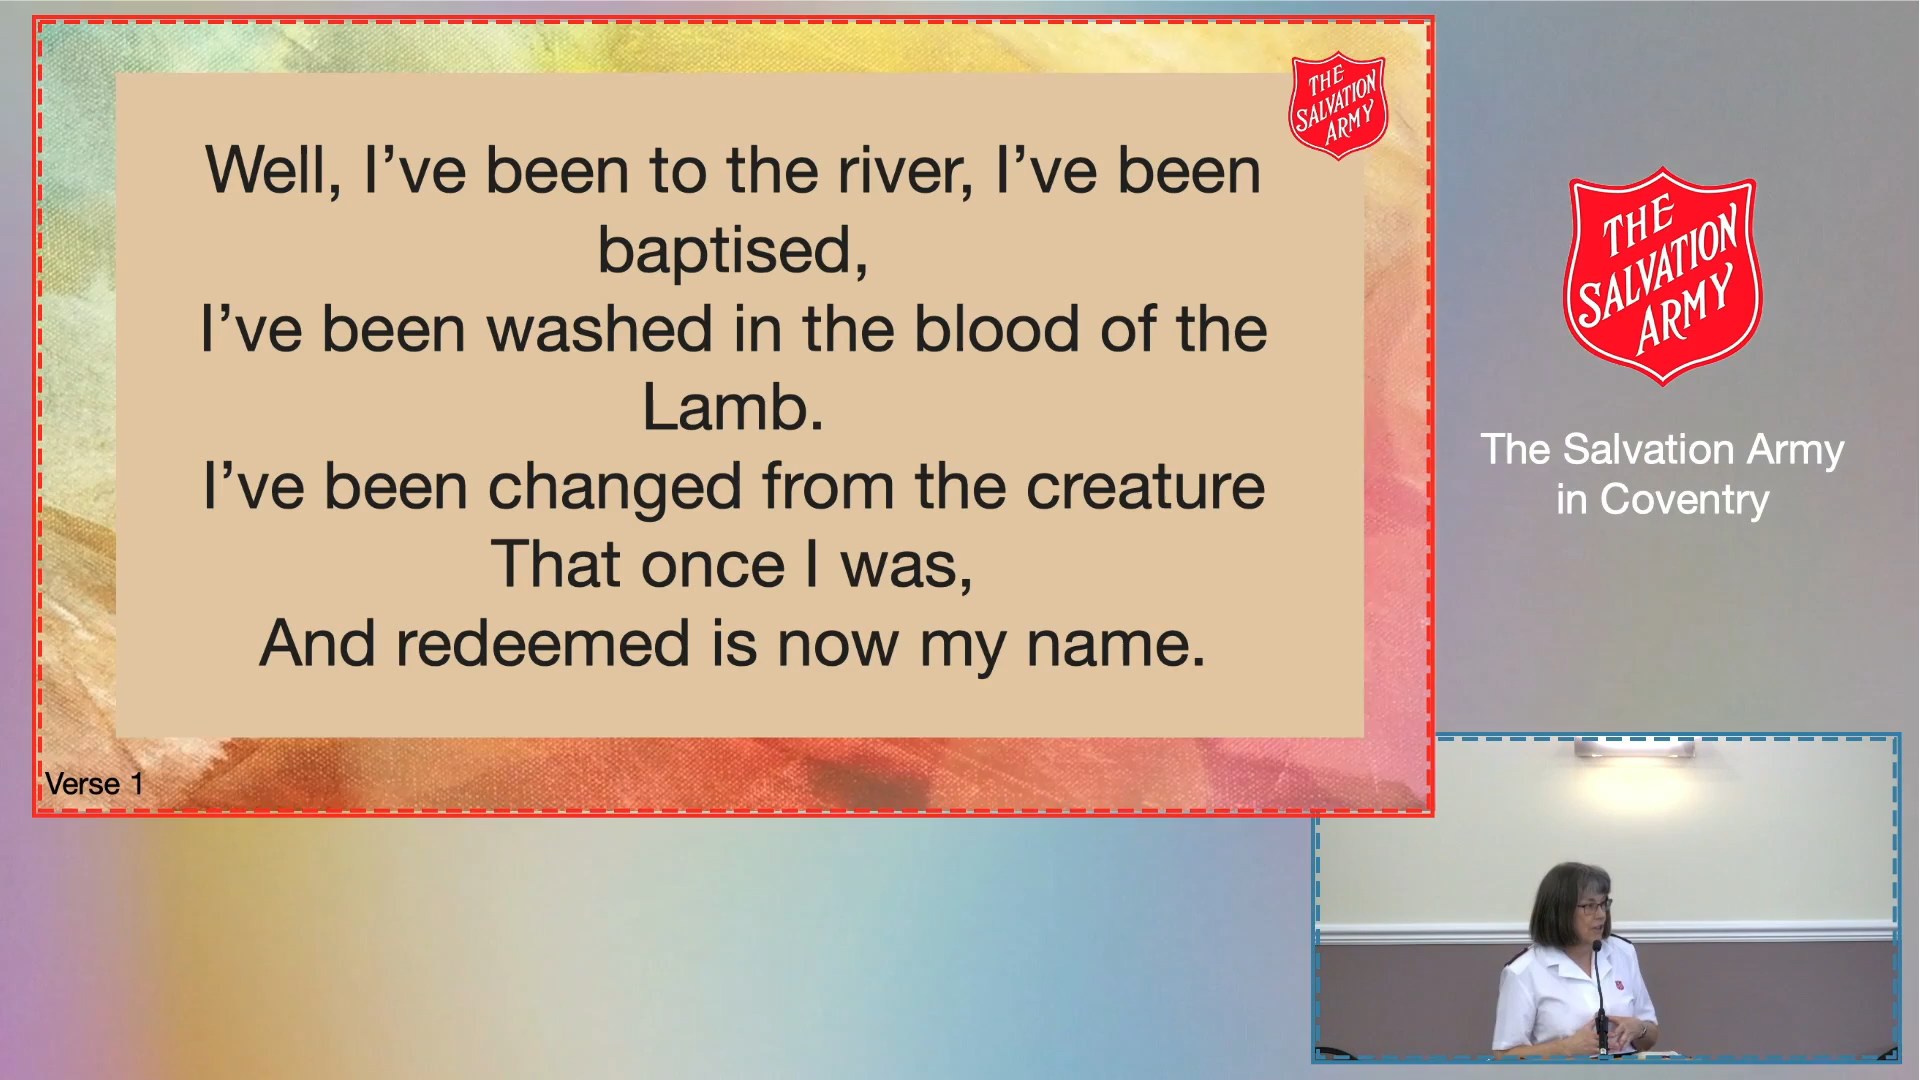 Well, I’ve been to the river, I’ve been
baptised,
I’ve been washed in the blood of the
Lamb.
I’ve been changed from the creature
That once I was,
And redeemed is now my name.
Verse 1
THE
SALVATION
ARMY
THE
SALVATION
ARMY
The Salvation Army
in Coventry